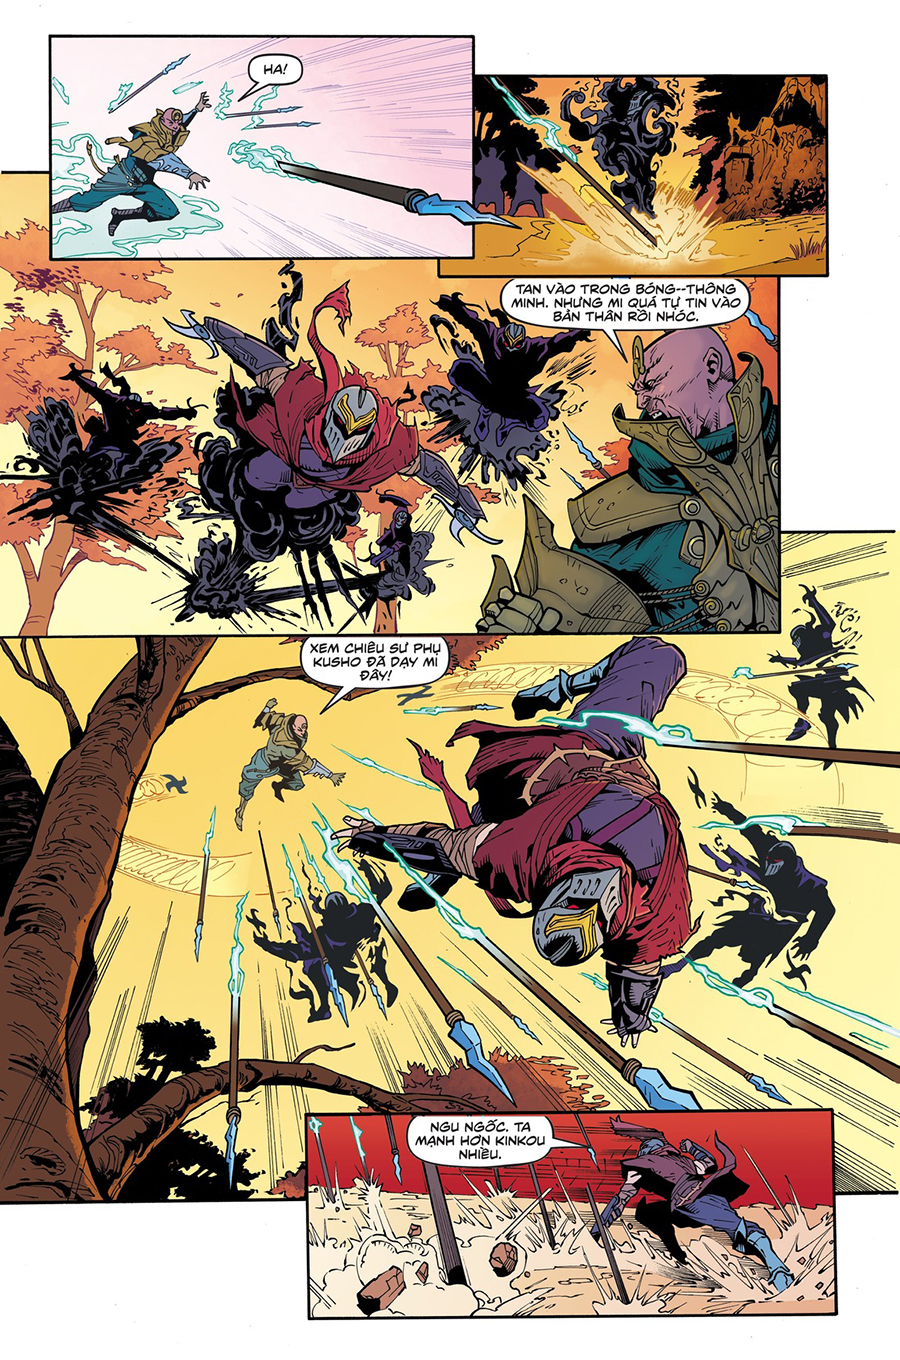 HA!
TAN VÀO TRONG BÓNG--THÔNG
MINH. NHƯNG MI QUÁ TỰ TIN VÀO
BẢN THÂN RỒI NHÓC.
XEM CHIÊU SƯ PHỤ
KUSHO ĐÃ DẠY MI
ĐÂY!
NGU NGỐC. TA
MẠNH HƠN KINKOU
NHIỀU.